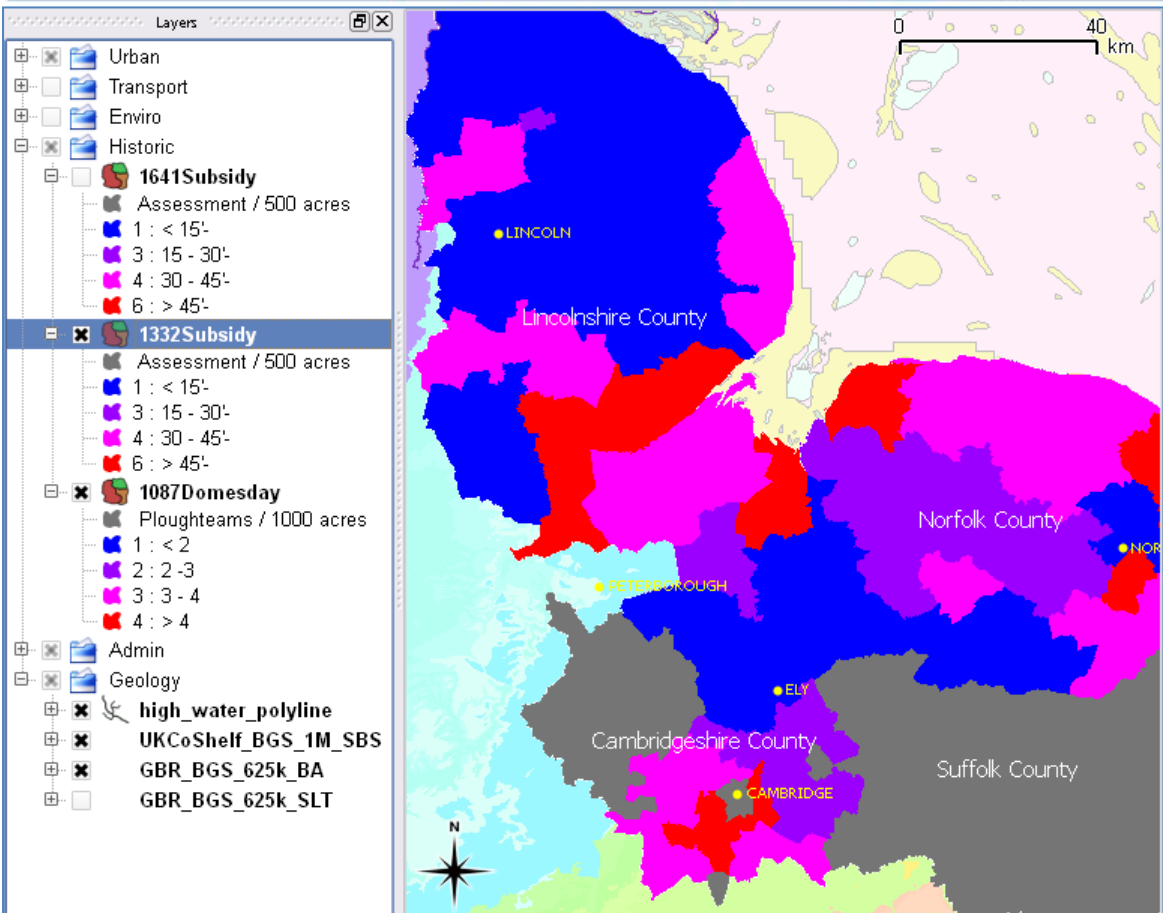 Layers
Urban
Transport
Enviro
Historic
1641Subsidy
Assessment / 500 acres
1 : < 15'-
3 : 15 - 30'-
4 : 30 - 45'-
6 : > 45'-
1332Subsidy
Assessment / 500 acres
1 : < 15'-
3 : 15 - 30'-
4 : 30 - 45'-
6 : > 45'-
1087Domesday
Ploughteams / 1000 acres
1 : < 2
2 : 2 -3
3 : 3 - 4
4 : > 4
Admin
Geology
high_water_polyline
UKCoShelf_BGS_1M_SBS
GBR_BGS_625k_BA
GBR_BGS_625k_SLT
0 40
km
LINCOLN
Lincolnshire County
Norfolk County
NOR
PETERBOROUGH
ELY
Cambridgeshire County
Suffolk County
CAMBRIDGE
N